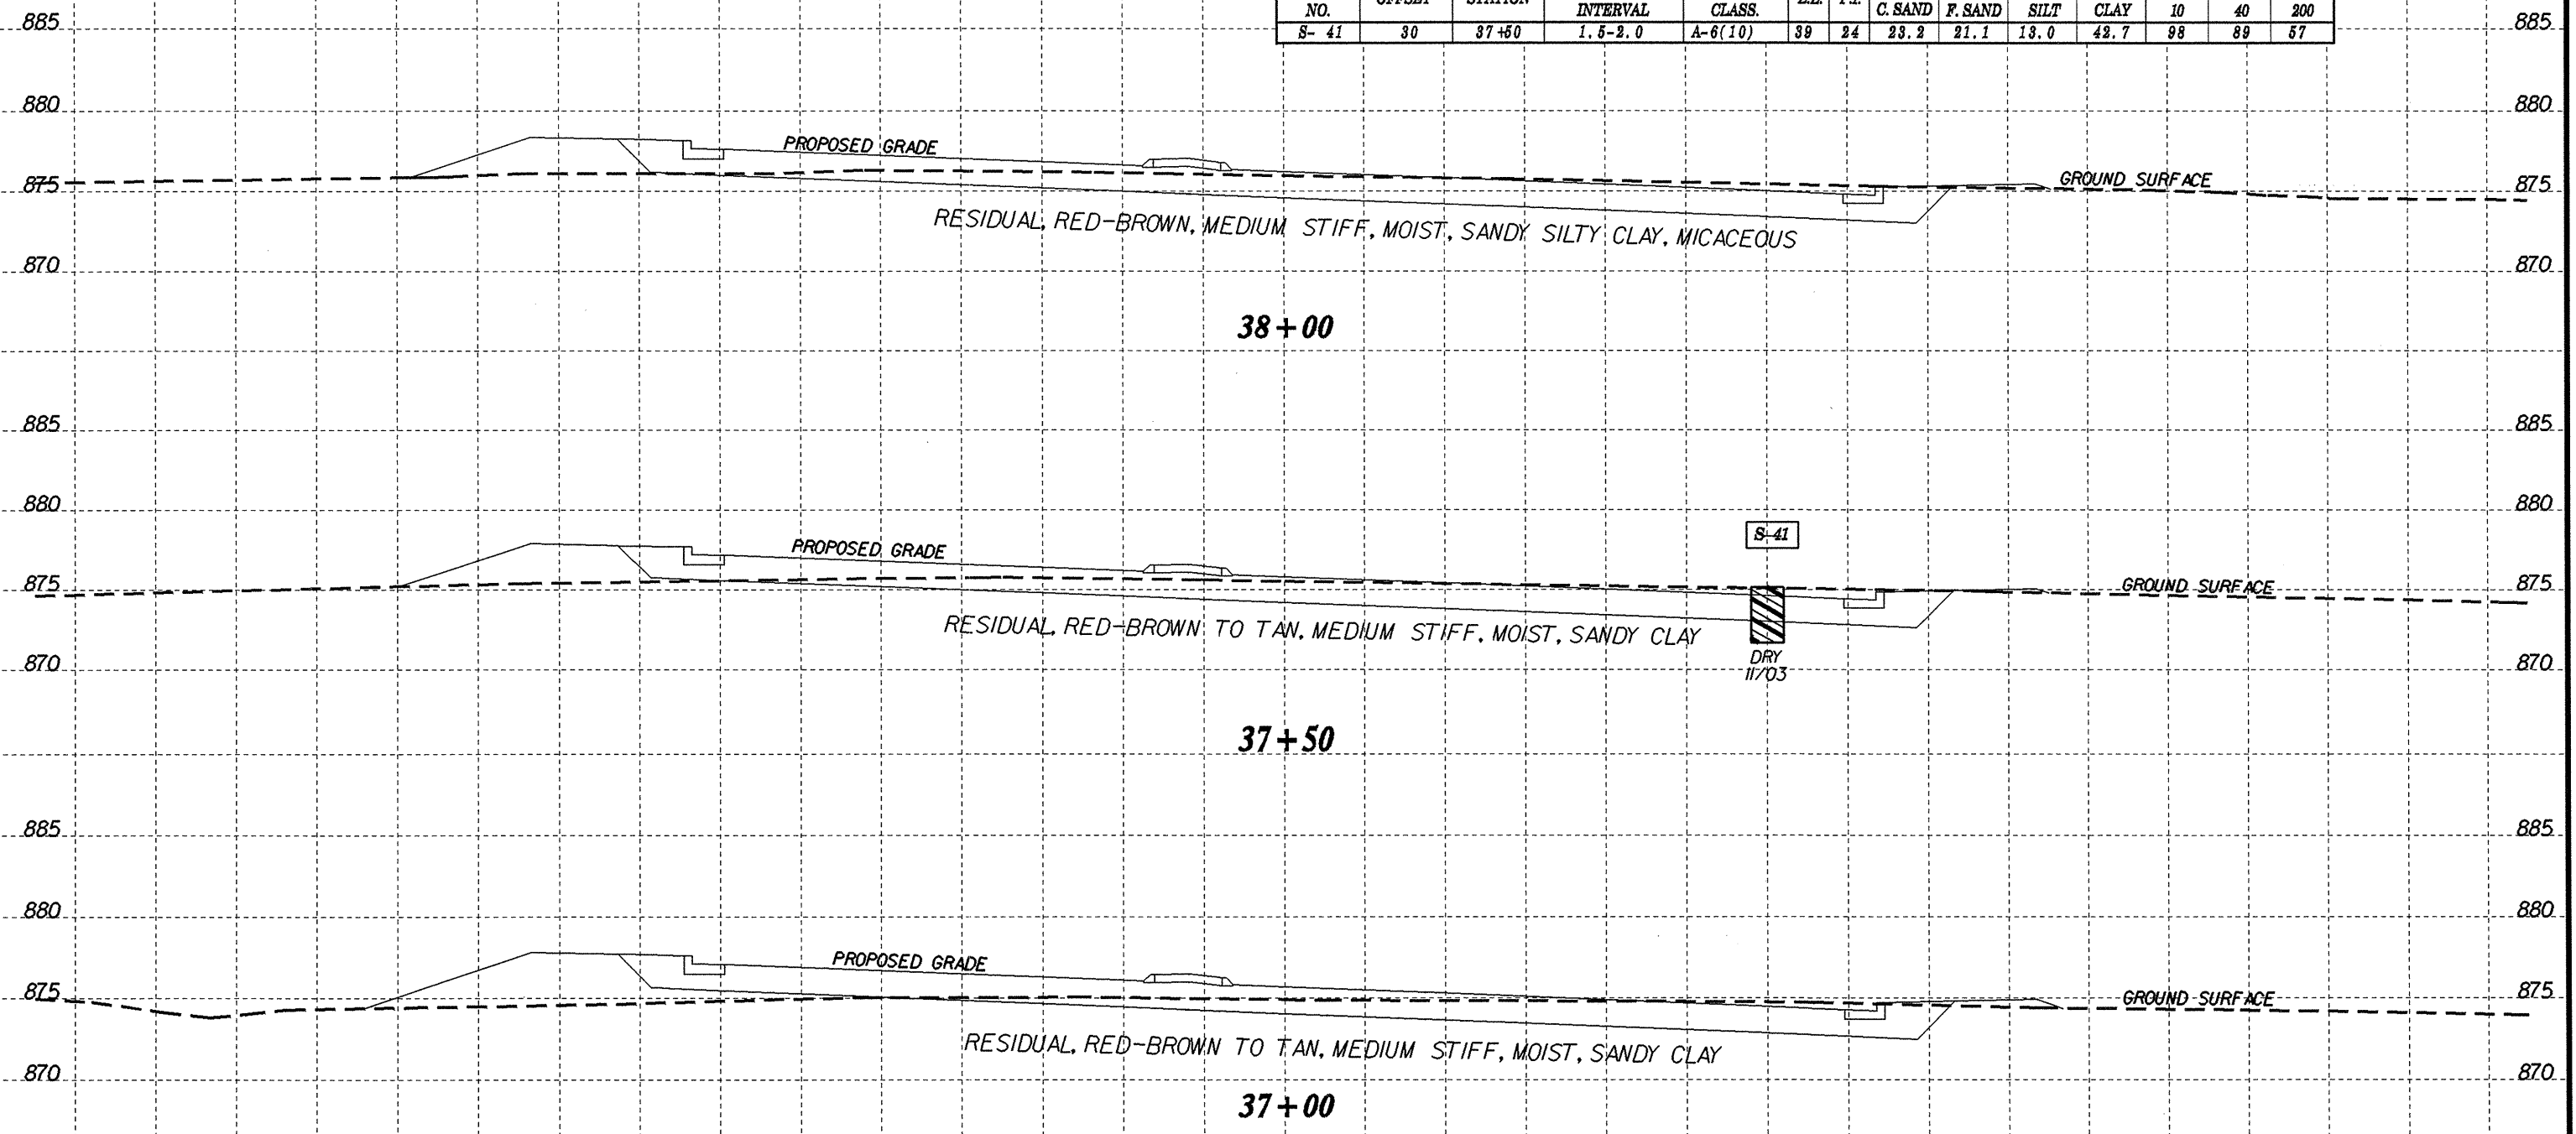 NO. OFFSET STATION INTERVAL CLASS. L.L. P.I. C. SAND F. SAND SILT CLAY 10 40 200
S- 41 30 37+50 1.5-2.0 A-6(10) 39 24 23.2 21.1 13.0 42.7 98 89 57
885 885
880 880
PROPOSED GRADE
875 GROUND SURFACE 875
RESIDUAL, RED-BROWN, MEDIUM STIFF, MOIST, SANDY SILTY CLAY, MICACEOUS
870 870
38+00
885 885
880 880
S-41
PROPOSED GRADE
875 GROUND SURFACE 875
RESIDUAL, RED-BROWN TO TAN, MEDIUM STIFF, MOIST, SANDY CLAY
870 870
DRY
11/03
37+50
885 885
880 880
PROPOSED GRADE
875 GROUND SURFACE 875
RESIDUAL, RED-BROWN TO TAN, MEDIUM STIFF, MOIST, SANDY CLAY
870 870
37+00